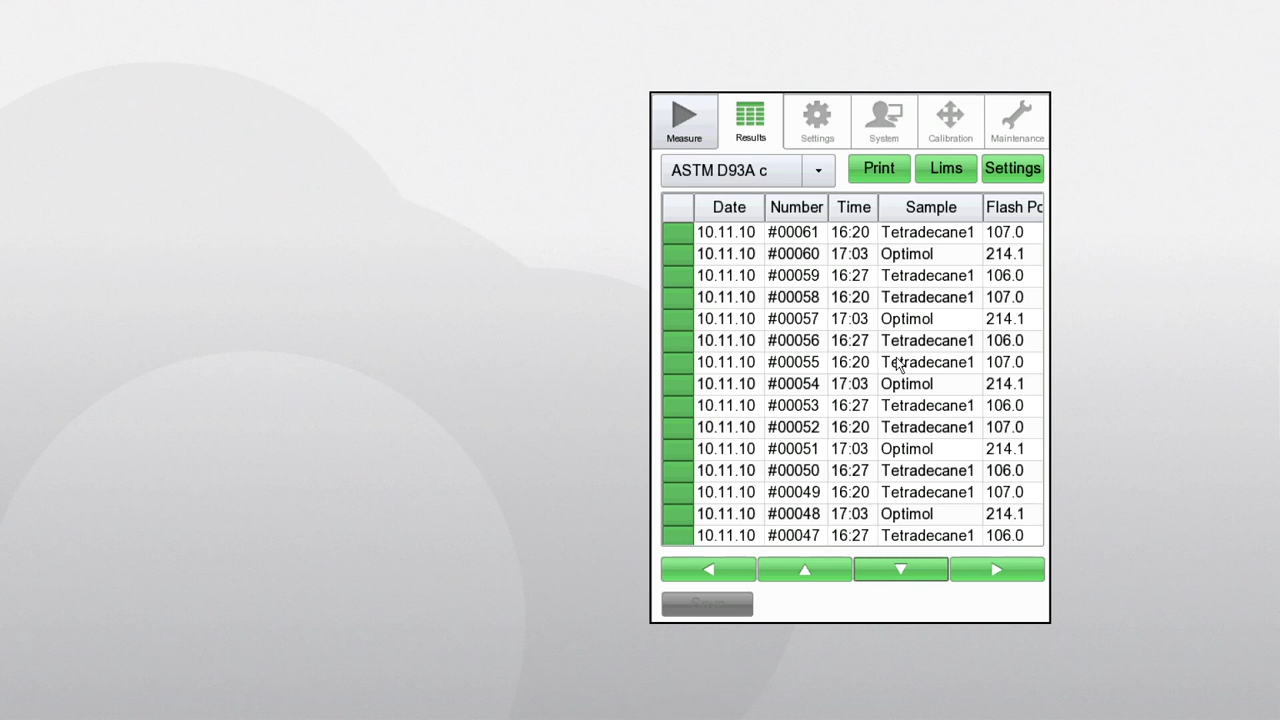 Measure Results Settings System Calibration Maintenance
ASTM D93A c Print Lims Settings
Date Number Time Sample Flash Po
10.11.10 #00061 16:20 Tetradecane1 107.0
10.11.10 #00060 17:03 Optimol 214.1
10.11.10 #00059 16:27 Tetradecane1 106.0
10.11.10 #00058 16:20 Tetradecane1 107.0
10.11.10 #00057 17:03 Optimol 214.1
10.11.10 #00056 16:27 Tetradecane1 106.0
10.11.10 #00055 16:20 Tetradecane1 107.0
10.11.10 #00054 17:03 Optimol 214.1
10.11.10 #00053 16:27 Tetradecane1 106.0
10.11.10 #00052 16:20 Tetradecane1 107.0
10.11.10 #00051 17:03 Optimol 214.1
10.11.10 #00050 16:27 Tetradecane1 106.0
10.11.10 #00049 16:20 Tetradecane1 107.0
10.11.10 #00048 17:03 Optimol 214.1
10.11.10 #00047 16:27 Tetradecane1 106.0